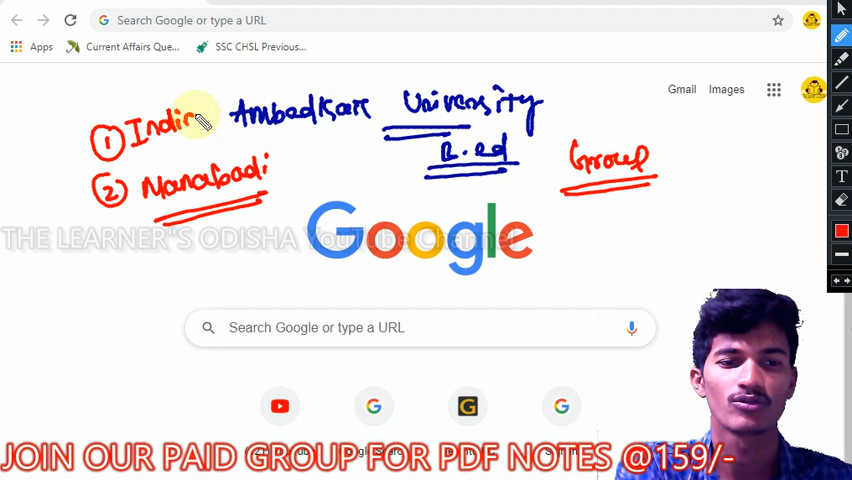 Search Google or type a URL
Apps Current Affairs Que... SSC CHSL Previous...
Gmail Images
① Indir Ambadkar University
B.ed Group
② Manabadi
Google
THE LEARNER"S ODISHA YouTube Channel
Search Google or type a URL
JOIN OUR PAID GROUP FOR PDF NOTES @159/-